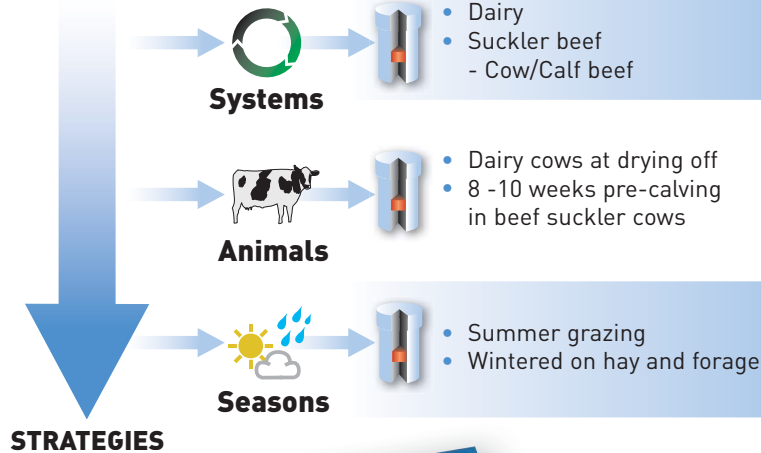 • Dairy
• Suckler beef
- Cow/Calf beef
Systems
• Dairy cows at drying off
• 8 -10 weeks pre-calving
in beef suckler cows
Animals
• Summer grazing
• Wintered on hay and forage
Seasons
STRATEGIES